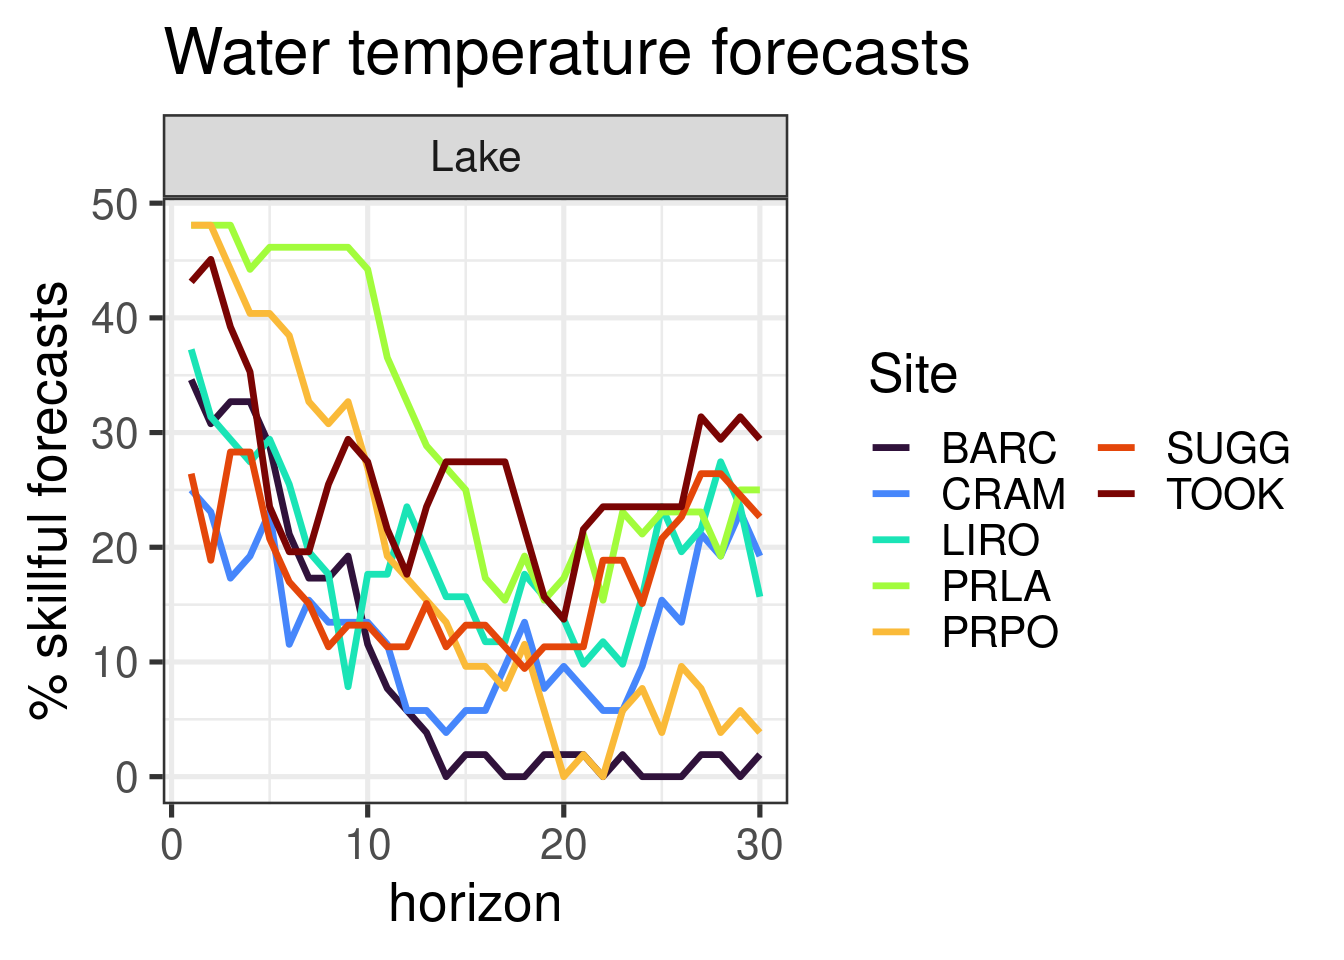 Water temperature forecasts
Lake
50
40
30
20
10
0
0 10 20 30
horizon
% skillful forecasts
Site
BARC SUGG
CRAM TOOK
LIRO
PRLA
PRPO